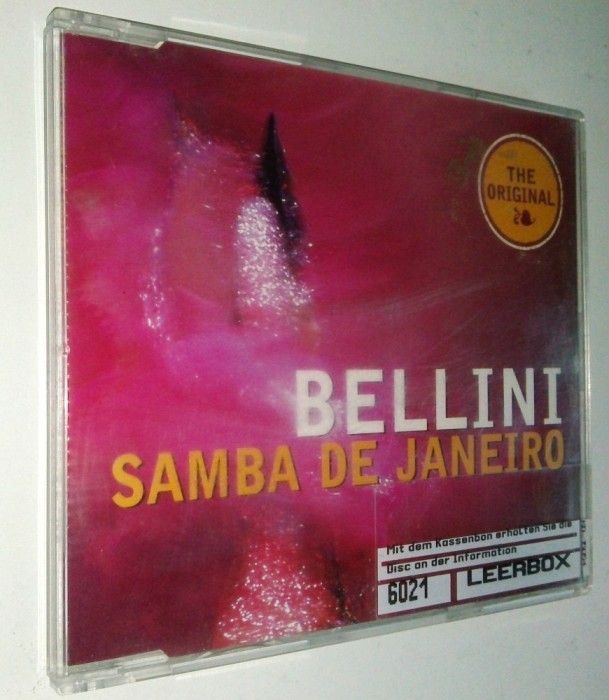 THE
ORIGINAL
BELLINI
SAMBA DE JANEIRO
Mit dem Kassenbon erhalten Sie die
Disc an der Information
6021 LEERBOX